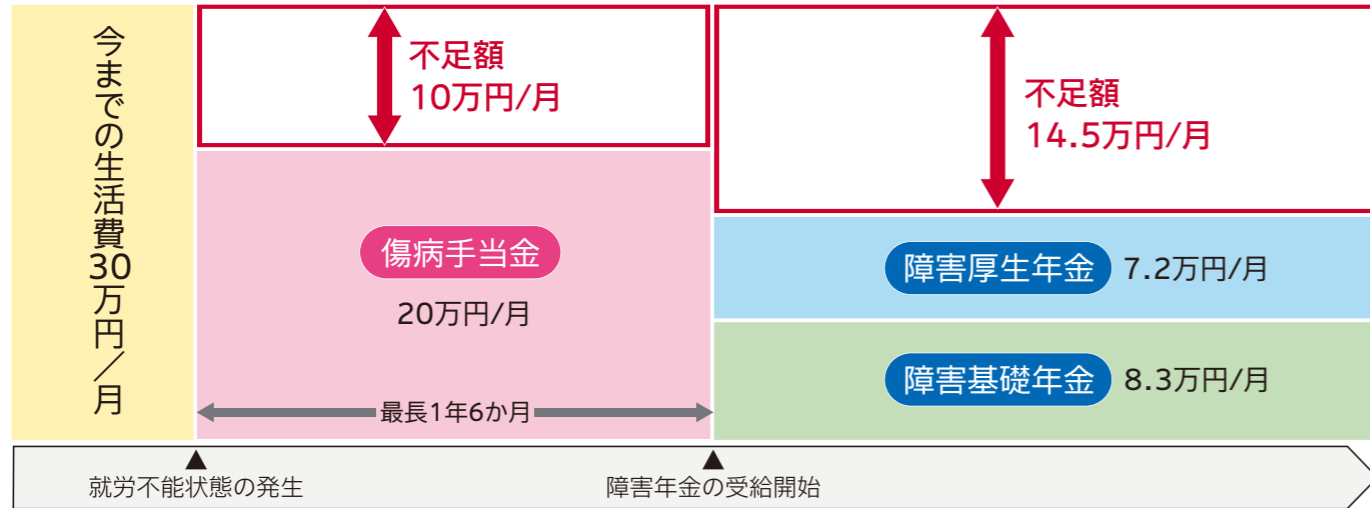 今までの生活費30万円／月
不足額
10万円/月
傷病手当金
20万円/月
最長1年6か月
不足額
14.5万円/月
障害厚生年金 7.2万円/月
障害基礎年金 8.3万円/月
就労不能状態の発生
障害年金の受給開始